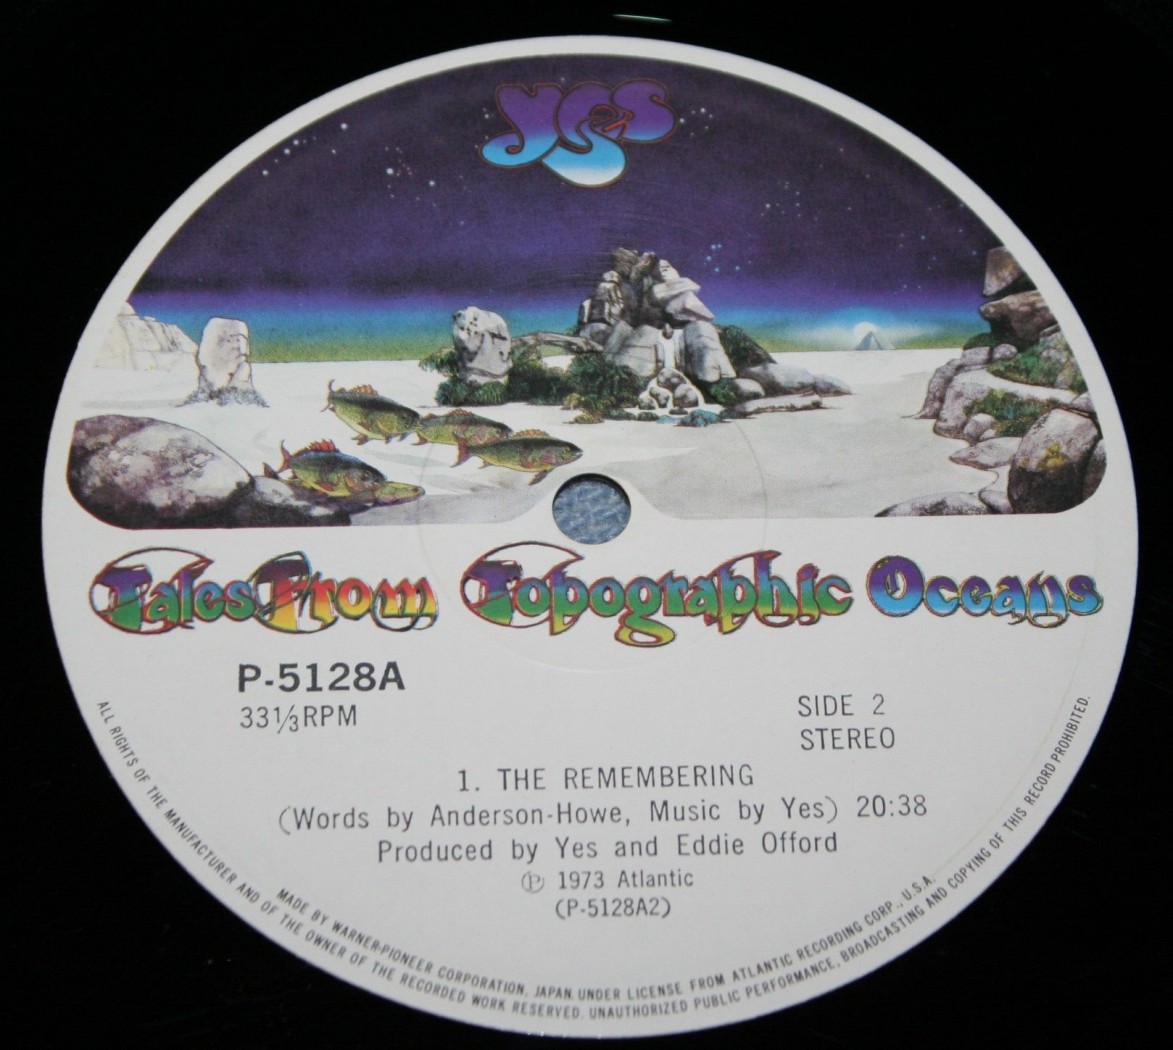 yes
Tales From Topographic Oceans
P-5128A
33⅓RPM
SIDE 2
STEREO
1. THE REMEMBERING
(Words by Anderson-Howe, Music by Yes) 20:38
Produced by Yes and Eddie Offord
Ⓟ 1973 Atlantic
(P-5128A2)
MADE BY WARNER-PIONEER CORPORATION, JAPAN. UNDER LICENSE FROM ATLANTIC RECORDING CORP., U.S.A.
ALL RIGHTS OF THE MANUFACTURER AND OF THE OWNER OF THE RECORDED WORK RESERVED. UNAUTHORIZED PUBLIC PERFORMANCE, BROADCASTING AND COPYING OF THIS RECORD PROHIBITED.